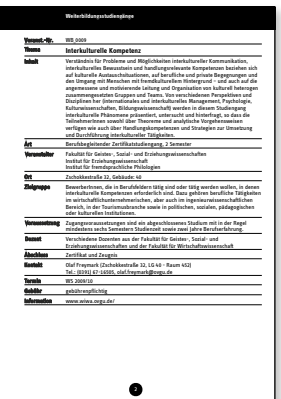 Weiterbildungsstudiengänge
Veranst.-Nr. WB_0009
Thema Interkulturelle Kompetenz
Inhalt Verständnis für Probleme und Möglichkeiten interkultureller Kommunikation,
interkulturelles Bewusstsein und handlungsrelevante Kompetenzen beziehen sich
auf kulturelle Austauschsituationen, auf berufliche und private Begegnungen und
den Umgang mit Menschen mit fremdkulturellem Hintergrund – und auch auf die
angemessene und motivierende Leitung und Organisation von kulturell heterogen
zusammengesetzten Gruppen und Teams. Von verschiedenen Perspektiven und
Disziplinen her (internationales und interkulturelles Management, Psychologie,
Kulturwissenschaften, Bildungswissenschaft) werden in diesem Studiengang
interkulturelle Phänomene präsentiert, untersucht und hinterfragt, so dass die
TeilnehmerInnen sowohl über Theoreme und analytische Vorgehensweisen
verfügen wie auch über Handlungskompetenzen und Strategien zur Umsetzung
und Durchführung interkultureller Tätigkeiten.
Art Berufsbegleitender Zertifikatsstudiengang, 2 Semester
Veranstalter Fakultät für Geistes-, Sozial- und Erziehungswissenschaften
Institut für Erziehungswissenschaft
Institut für fremdsprachliche Philologien
Ort Zschokkestraße 32, Gebäude 40
Zielgruppe BewerberInnen, die in Berufsfeldern tätig sind oder tätig werden wollen, in denen
interkulturelle Kompetenzen erforderlich sind. Dazu gehören berufliche Tätigkeiten
im wirtschaftlichunternehmerischen, aber auch im ingenieurwissenschaftlichen
Bereich, in der Tourismusbranche sowie in politischen, sozialen, pädagogischen
oder kulturellen Institutionen.
Voraussetzung Zugangsvoraussetzungen sind ein abgeschlossenes Studium mit in der Regel
mindestens sechs Semestern Studienzeit sowie zwei Jahre Berufserfahrung.
Dozent Verschiedene Dozenten aus der Fakultät für Geistes-, Sozial- und
Erziehungswissenschaften und der Fakultät für Wirtschaftswissenschaft
Abschluss Zertifikat und Zeugnis
Kontakt Olaf Freymark (Zschokkestraße 32, LG 40 - Raum 452)
Tel.: (0391) 67-16505, olaf.freymark@ovgu.de
Termin WS 2009/10
Gebühr gebührenpflichtig
Information www.wiwa.ovgu.de/
2